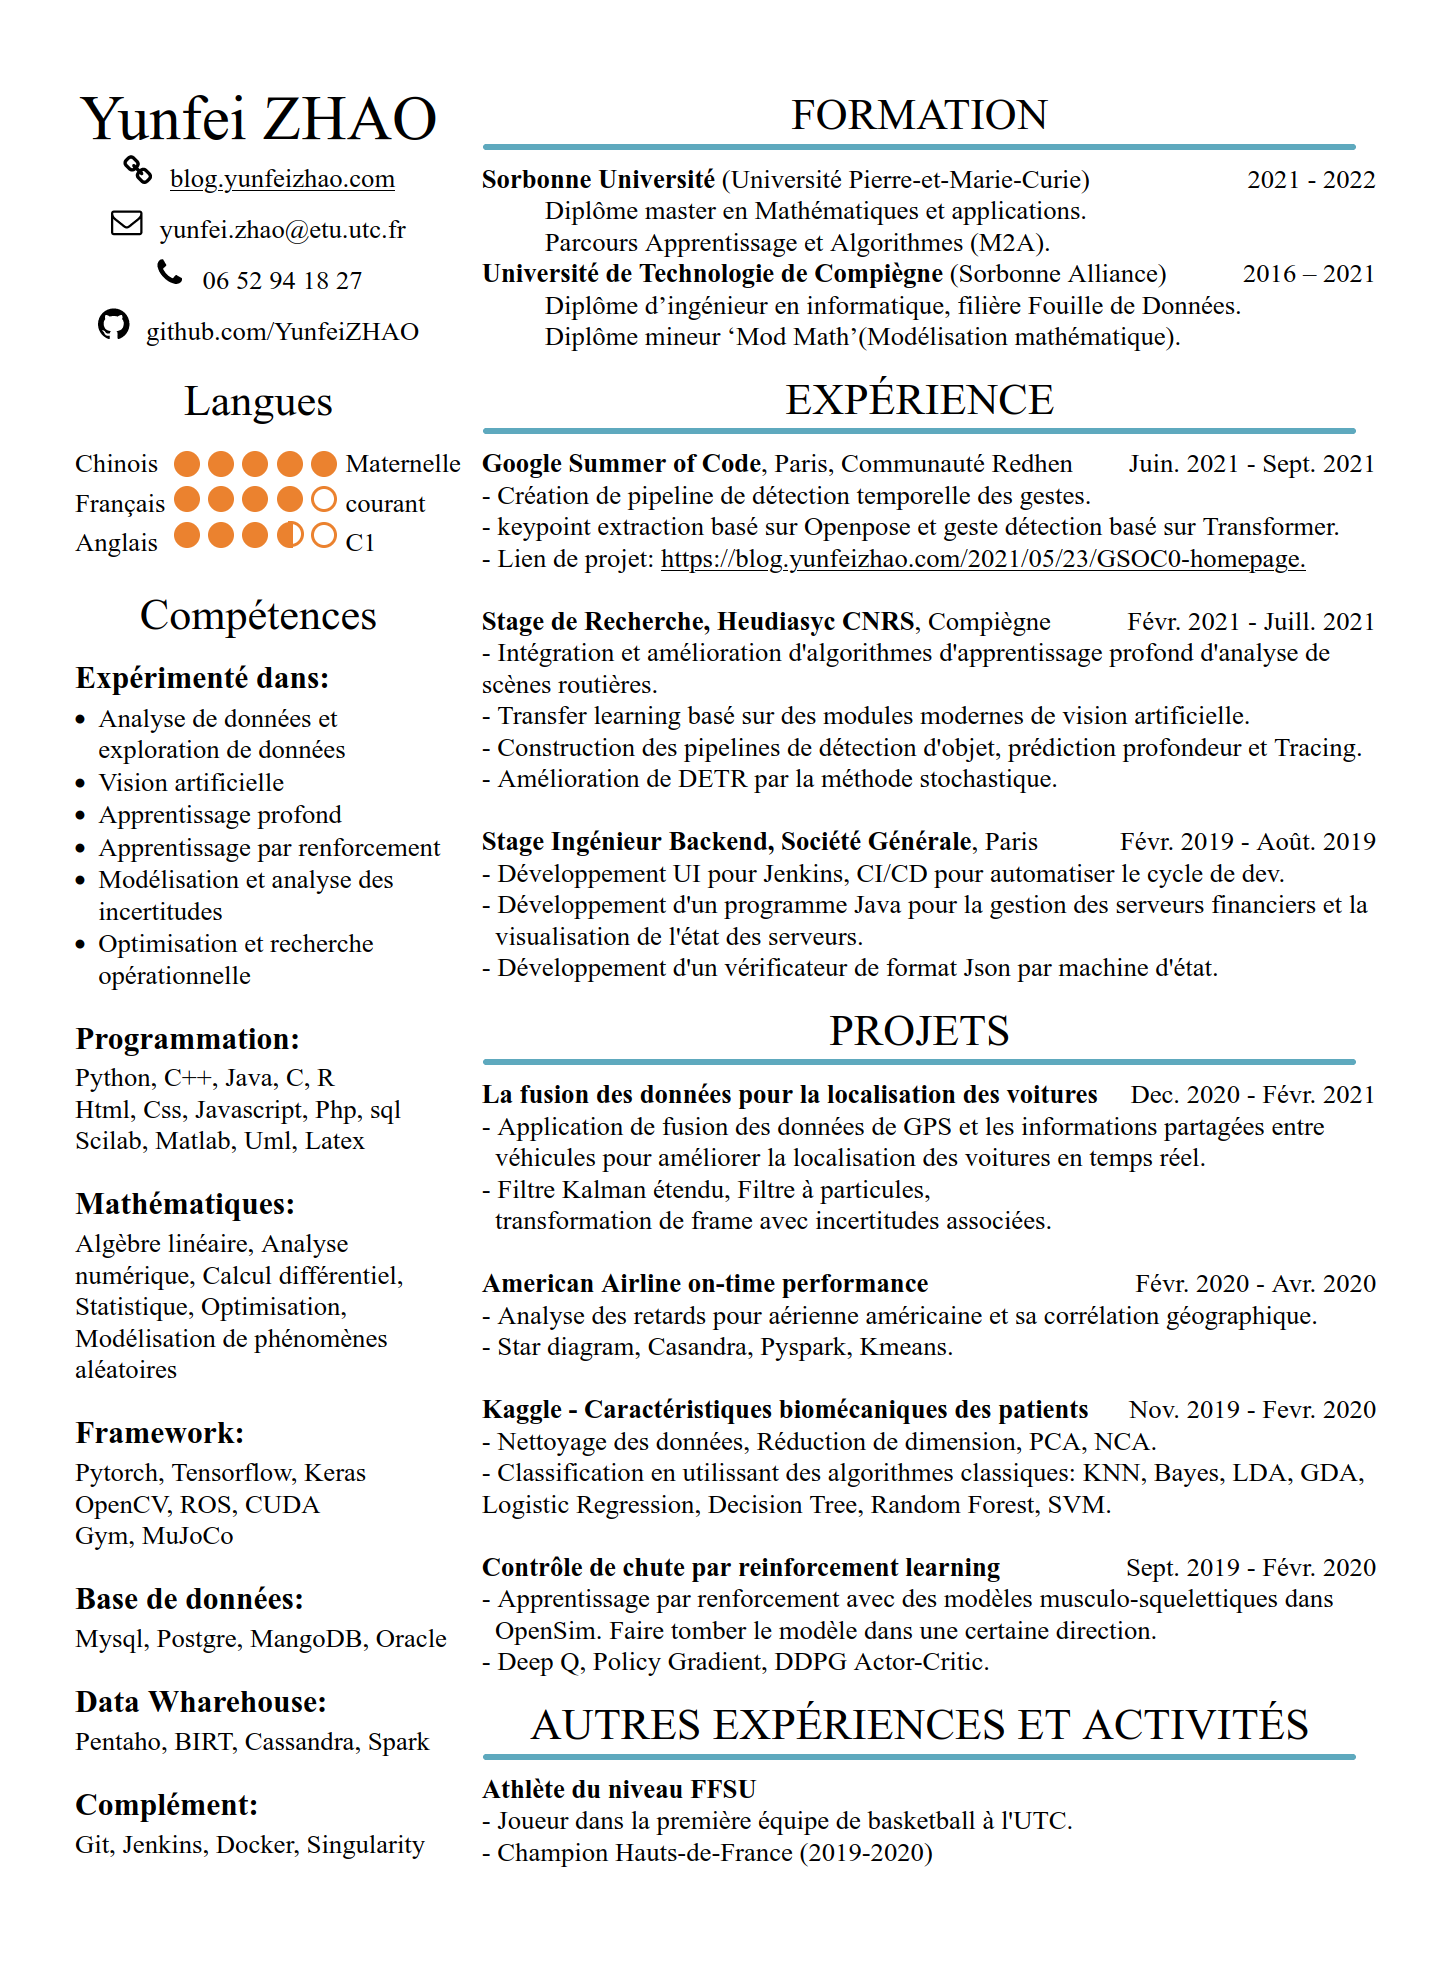 Yunfei ZHAO
blog.yunfeizhao.com
yunfei.zhao@etu.utc.fr
06 52 94 18 27
github.com/YunfeiZHAO
Langues
Chinois Maternelle
Français courant
Anglais C1
Compétences
Expérimenté dans:
• Analyse de données et
exploration de données
• Vision artificielle
• Apprentissage profond
• Apprentissage par renforcement
• Modélisation et analyse des
incertitudes
• Optimisation et recherche
opérationnelle
Programmation:
Python, C++, Java, C, R
Html, Css, Javascript, Php, sql
Scilab, Matlab, Uml, Latex
Mathématiques:
Algèbre linéaire, Analyse
numérique, Calcul différentiel,
Statistique, Optimisation,
Modélisation de phénomènes
aléatoires
Framework:
Pytorch, Tensorflow, Keras
OpenCV, ROS, CUDA
Gym, MuJoCo
Base de données:
Mysql, Postgre, MangoDB, Oracle
Data Wharehouse:
Pentaho, BIRT, Cassandra, Spark
Complément:
Git, Jenkins, Docker, Singularity
FORMATION
Sorbonne Université (Université Pierre-et-Marie-Curie) 2021 - 2022
Diplôme master en Mathématiques et applications.
Parcours Apprentissage et Algorithmes (M2A).
Université de Technologie de Compiègne (Sorbonne Alliance) 2016 – 2021
Diplôme d’ingénieur en informatique, filière Fouille de Données.
Diplôme mineur ‘Mod Math’(Modélisation mathématique).
EXPÉRIENCE
Google Summer of Code, Paris, Communauté Redhen Juin. 2021 - Sept. 2021
- Création de pipeline de détection temporelle des gestes.
- keypoint extraction basé sur Openpose et geste détection basé sur Transformer.
- Lien de projet: https://blog.yunfeizhao.com/2021/05/23/GSOC0-homepage.
Stage de Recherche, Heudiasyc CNRS, Compiègne Févr. 2021 - Juill. 2021
- Intégration et amélioration d'algorithmes d'apprentissage profond d'analyse de
scènes routières.
- Transfer learning basé sur des modules modernes de vision artificielle.
- Construction des pipelines de détection d'objet, prédiction profondeur et Tracing.
- Amélioration de DETR par la méthode stochastique.
Stage Ingénieur Backend, Société Générale, Paris Févr. 2019 - Août. 2019
- Développement UI pour Jenkins, CI/CD pour automatiser le cycle de dev.
- Développement d'un programme Java pour la gestion des serveurs financiers et la
visualisation de l'état des serveurs.
- Développement d'un vérificateur de format Json par machine d'état.
PROJETS
La fusion des données pour la localisation des voitures Dec. 2020 - Févr. 2021
- Application de fusion des données de GPS et les informations partagées entre
véhicules pour améliorer la localisation des voitures en temps réel.
- Filtre Kalman étendu, Filtre à particules,
transformation de frame avec incertitudes associées.
American Airline on-time performance Févr. 2020 - Avr. 2020
- Analyse des retards pour aérienne américaine et sa corrélation géographique.
- Star diagram, Casandra, Pyspark, Kmeans.
Kaggle - Caractéristiques biomécaniques des patients Nov. 2019 - Fevr. 2020
- Nettoyage des données, Réduction de dimension, PCA, NCA.
- Classification en utilissant des algorithmes classiques: KNN, Bayes, LDA, GDA,
Logistic Regression, Decision Tree, Random Forest, SVM.
Contrôle de chute par reinforcement learning Sept. 2019 - Févr. 2020
- Apprentissage par renforcement avec des modèles musculo-squelettiques dans
OpenSim. Faire tomber le modèle dans une certaine direction.
- Deep Q, Policy Gradient, DDPG Actor-Critic.
AUTRES EXPÉRIENCES ET ACTIVITÉS
Athlète du niveau FFSU
- Joueur dans la première équipe de basketball à l'UTC.
- Champion Hauts-de-France (2019-2020)